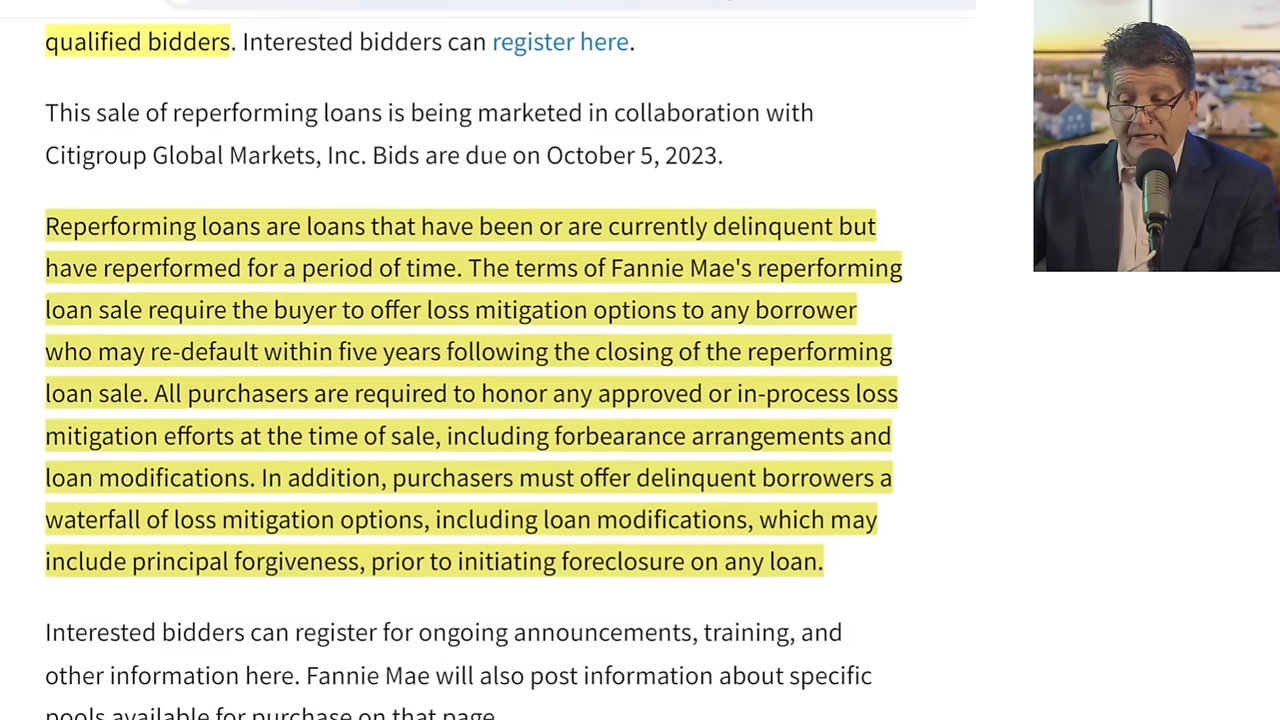 qualified bidders. Interested bidders can register here.
This sale of reperforming loans is being marketed in collaboration with
Citigroup Global Markets, Inc. Bids are due on October 5, 2023.
Reperforming loans are loans that have been or are currently delinquent but
have reperformed for a period of time. The terms of Fannie Mae's reperforming
loan sale require the buyer to offer loss mitigation options to any borrower
who may re-default within five years following the closing of the reperforming
loan sale. All purchasers are required to honor any approved or in-process loss
mitigation efforts at the time of sale, including forbearance arrangements and
loan modifications. In addition, purchasers must offer delinquent borrowers a
waterfall of loss mitigation options, including loan modifications, which may
include principal forgiveness, prior to initiating foreclosure on any loan.
Interested bidders can register for ongoing announcements, training, and
other information here. Fannie Mae will also post information about specific
pools available for purchase on that page.